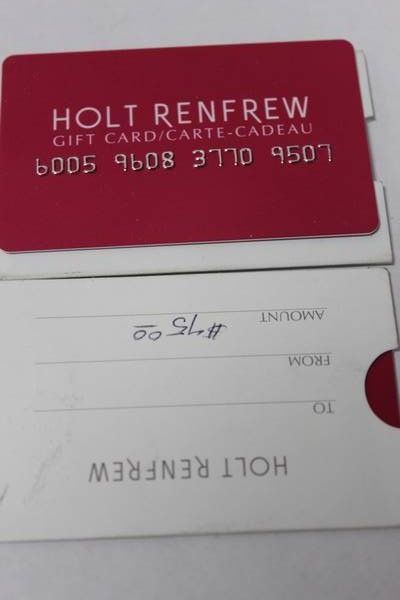 HOLT RENFREW
GIFT CARD/CARTE-CADEAU
6005 9608 3770 9507
HOLT RENFREW
TO
FROM
AMOUNT $75.00